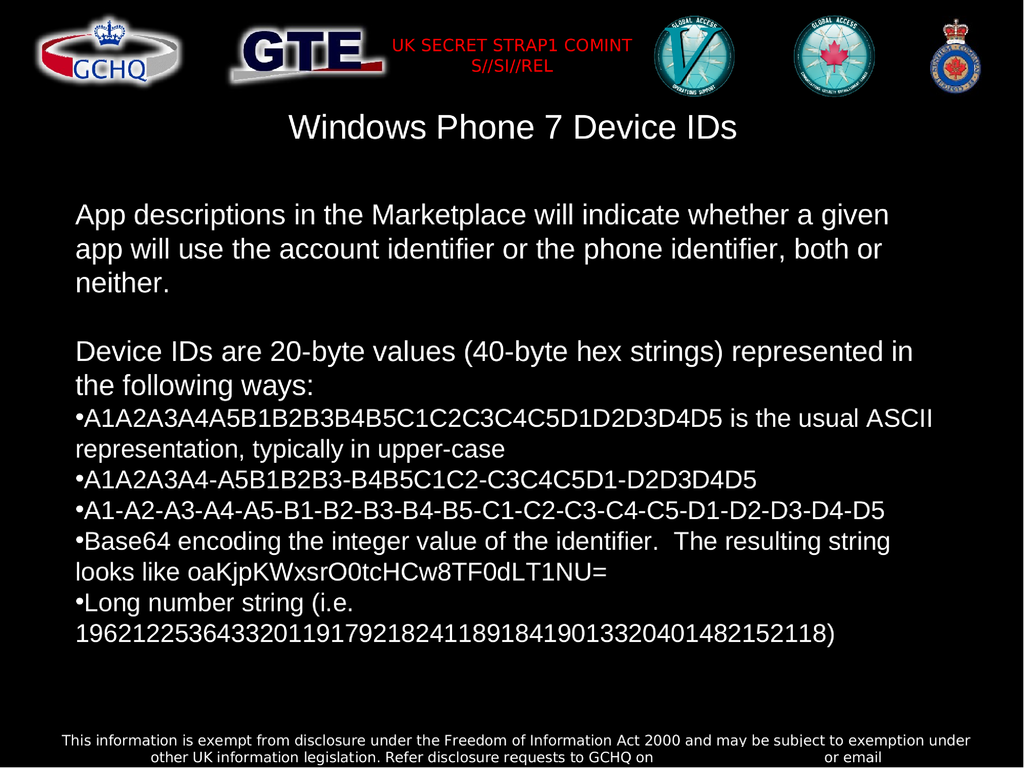 GCHQ
GTE
UK SECRET STRAP1 COMINT
S//SI//REL
GLOBAL ACCESS
V
OPERATIONS SUPPORT
GLOBAL ACCESS
Windows Phone 7 Device IDs
App descriptions in the Marketplace will indicate whether a given
app will use the account identifier or the phone identifier, both or
neither.
Device IDs are 20-byte values (40-byte hex strings) represented in
the following ways:
•A1A2A3A4A5B1B2B3B4B5C1C2C3C4C5D1D2D3D4D5 is the usual ASCII
representation, typically in upper-case
•A1A2A3A4-A5B1B2B3-B4B5C1C2-C3C4C5D1-D2D3D4D5
•A1-A2-A3-A4-A5-B1-B2-B3-B4-B5-C1-C2-C3-C4-C5-D1-D2-D3-D4-D5
•Base64 encoding the integer value of the identifier.  The resulting string
looks like oaKjpKWxsrO0tcHCw8TF0dLT1NU=
•Long number string (i.e.
19621225364332011917921824118918419013320401482152118)
This information is exempt from disclosure under the Freedom of Information Act 2000 and may be subject to exemption under
other UK information legislation. Refer disclosure requests to GCHQ on or email